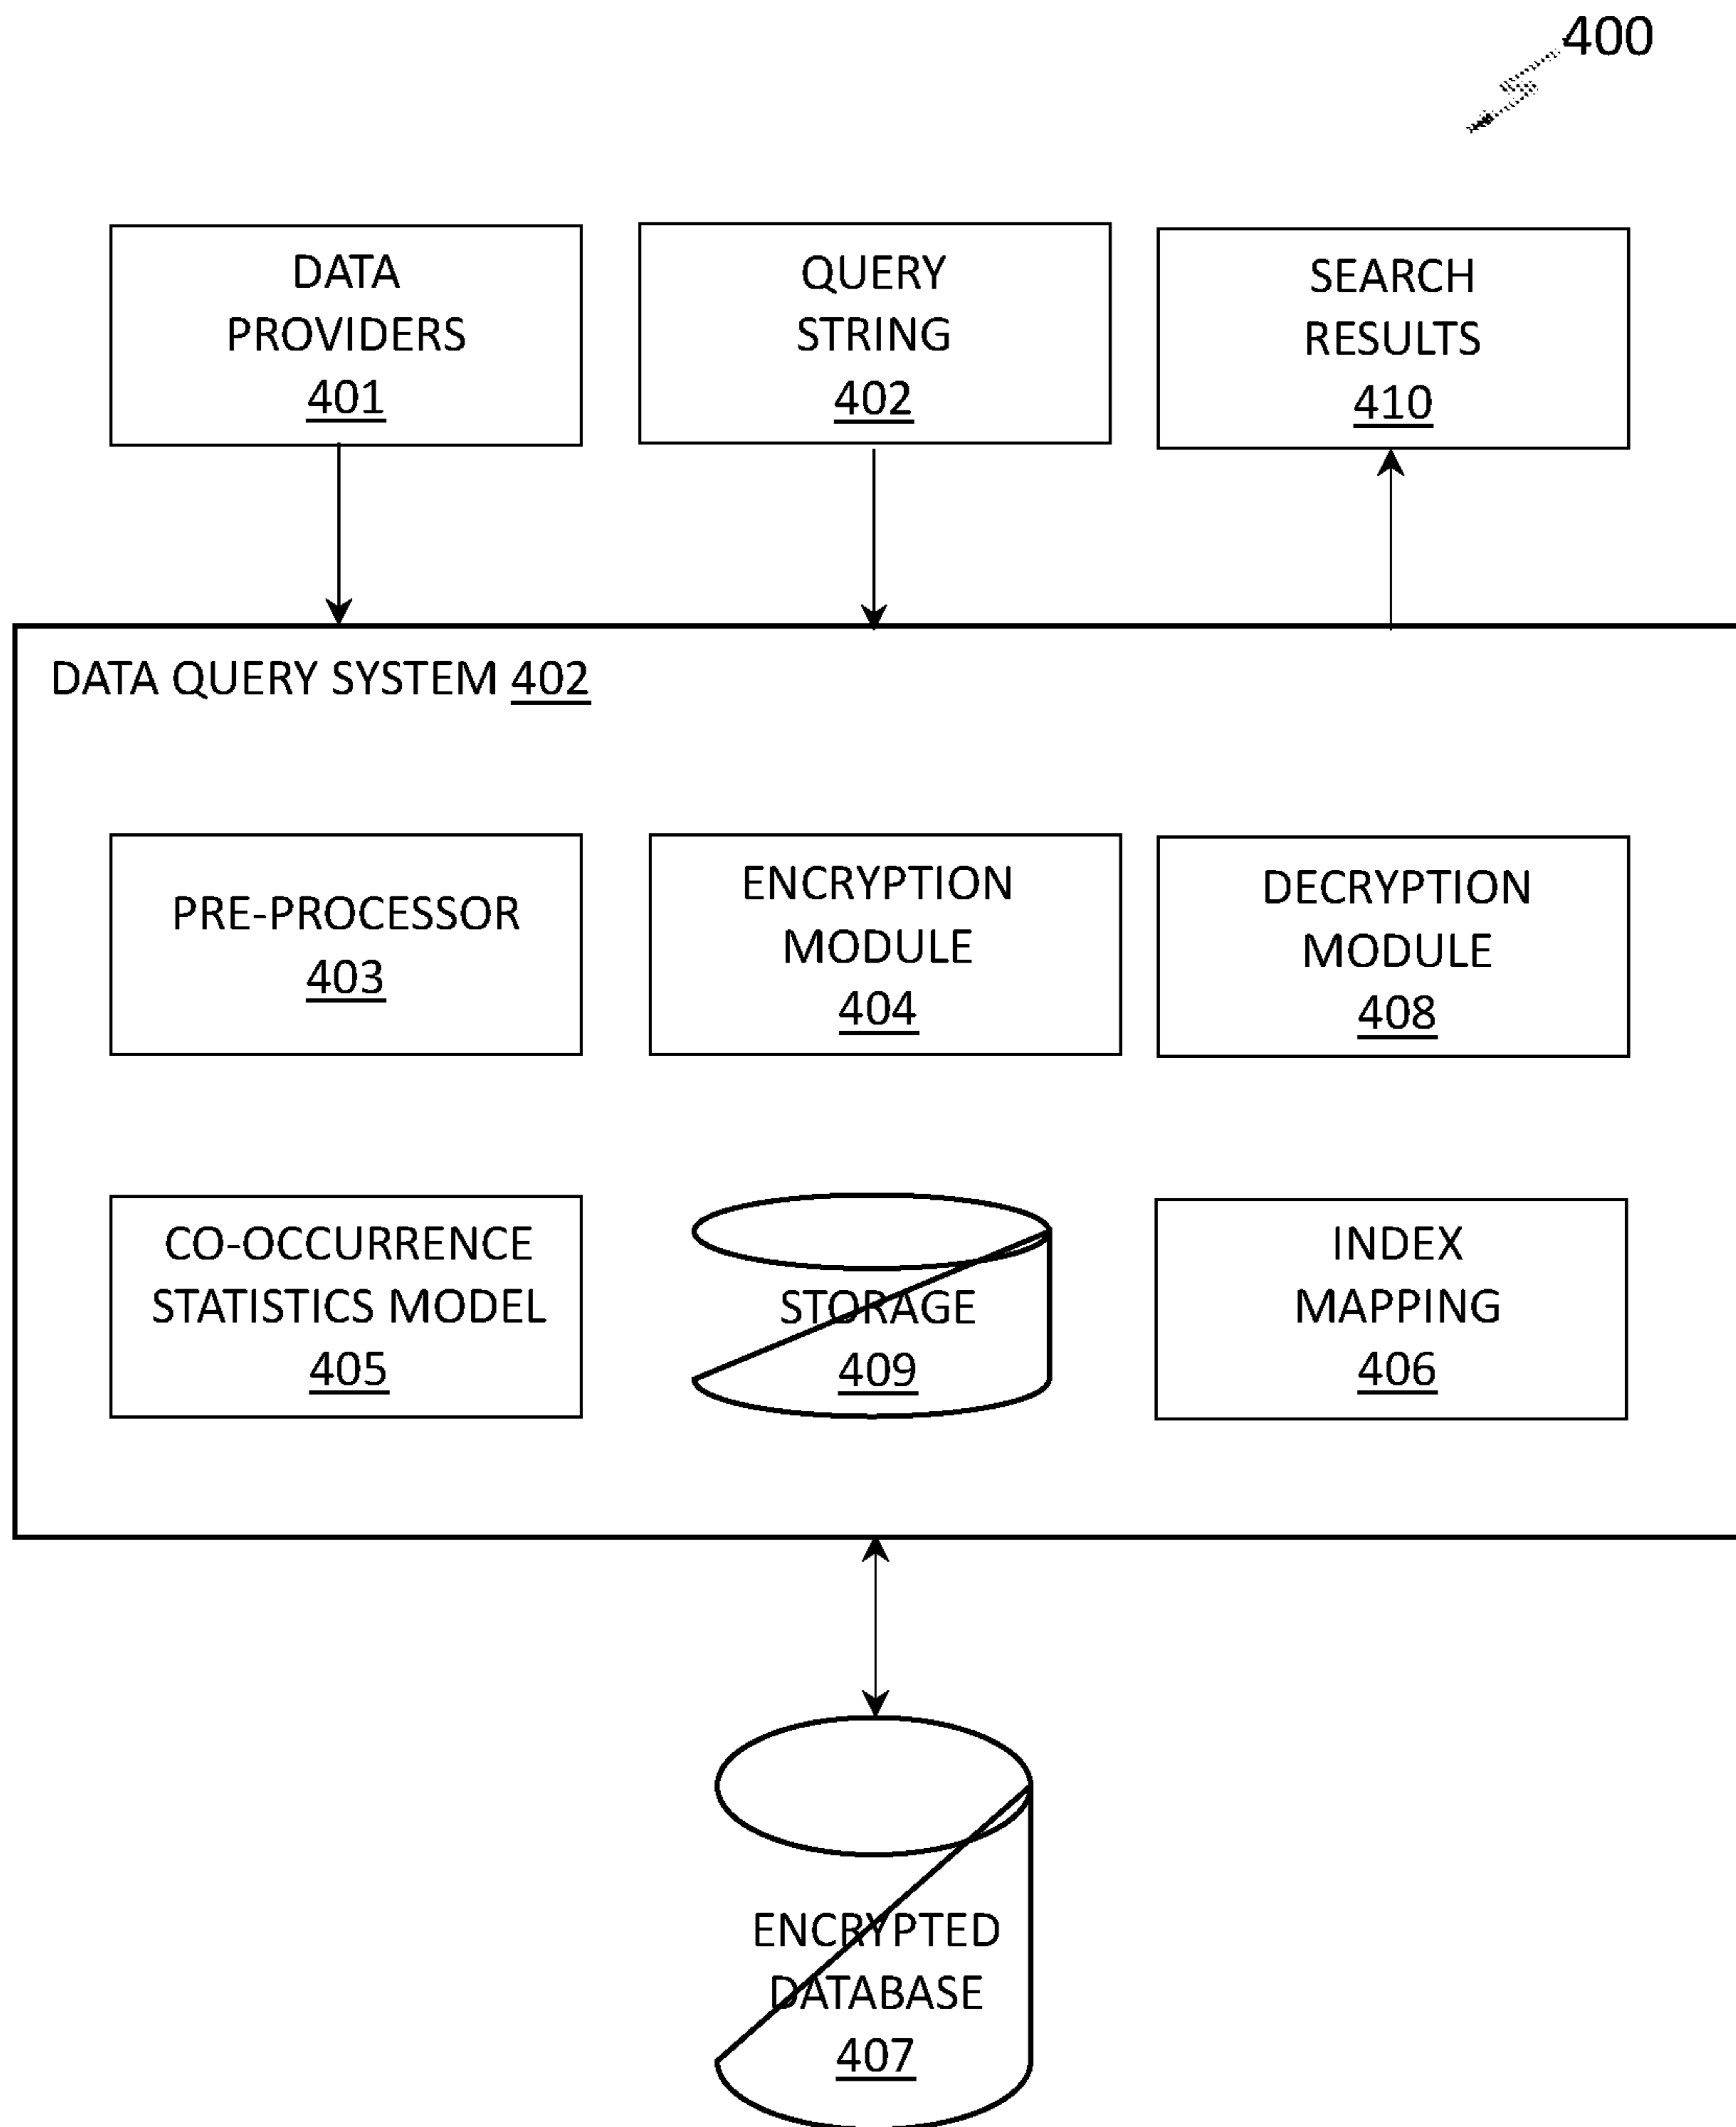 400
DATA
PROVIDERS
401
QUERY
STRING
402
SEARCH
RESULTS
410
DATA QUERY SYSTEM 402
PRE-PROCESSOR
403
ENCRYPTION
MODULE
404
DECRYPTION
MODULE
408
CO-OCCURRENCE
STATISTICS MODEL
405
STORAGE
409
INDEX
MAPPING
406
ENCRYPTED
DATABASE
407